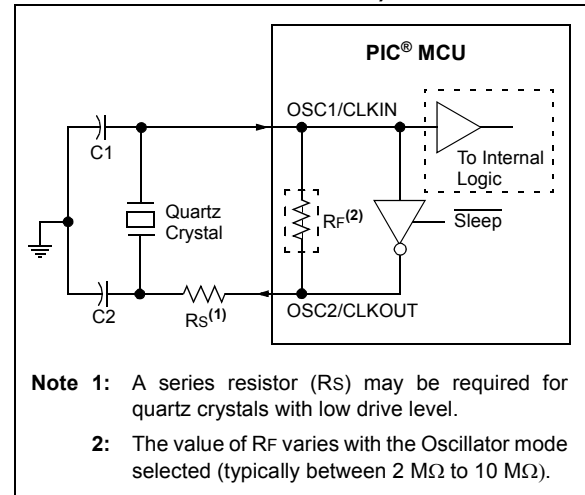 PIC® MCU
OSC1/CLKIN
C1
To Internal
Logic
Quartz
Crystal
RF(2)
Sleep
C2
RS(1)
OSC2/CLKOUT
Note 1: A series resistor (RS) may be required for
quartz crystals with low drive level.
2: The value of RF varies with the Oscillator mode
selected (typically between 2 MΩ to 10 MΩ).